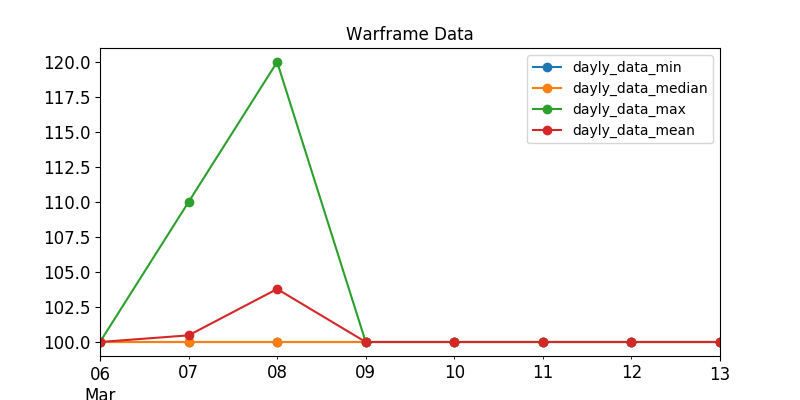 Warframe Data
dayly_data_min
dayly_data_median
dayly_data_max
dayly_data_mean
120.0
117.5
115.0
112.5
110.0
107.5
105.0
102.5
100.0
06 07 08 09 10 11 12 13
Mar